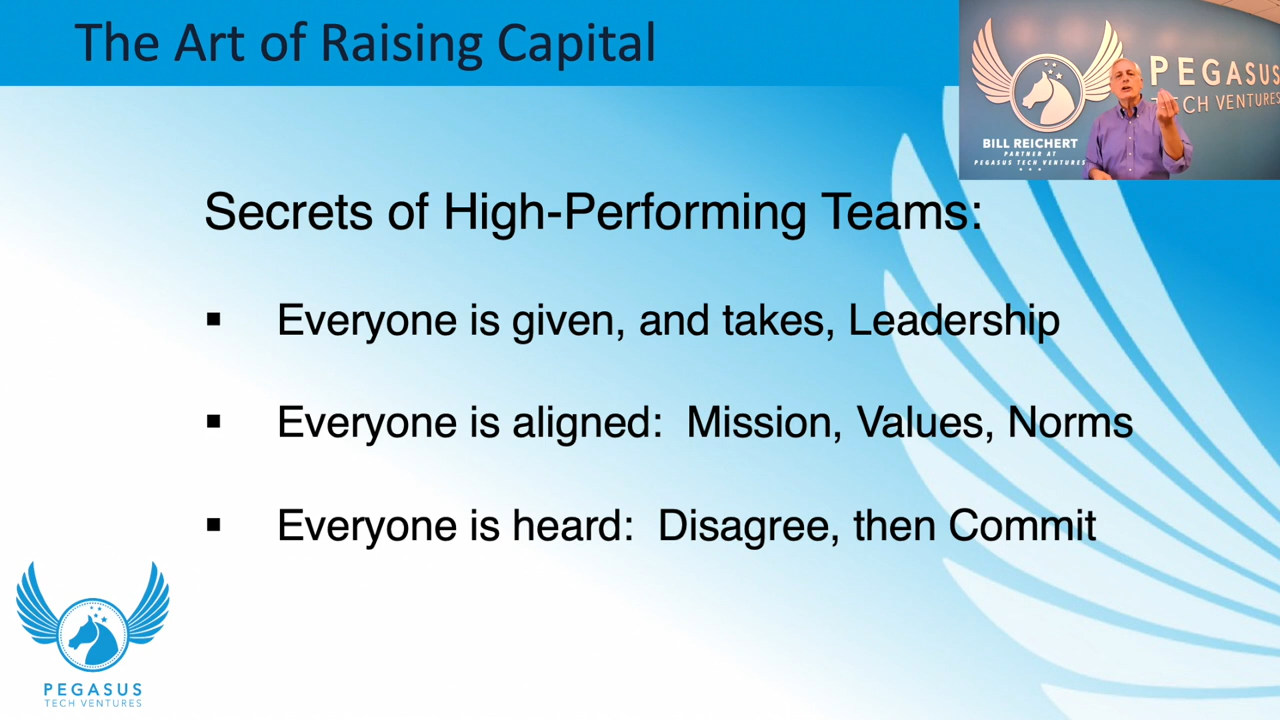 The Art of Raising Capital
PEGASUS
TECH VENTURES
BILL REICHERT
PARTNER AT
PEGASUS TECH VENTURES
Secrets of High-Performing Teams:
▪ Everyone is given, and takes, Leadership
▪ Everyone is aligned: Mission, Values, Norms
▪ Everyone is heard: Disagree, then Commit
PEGASUS
TECH VENTURES